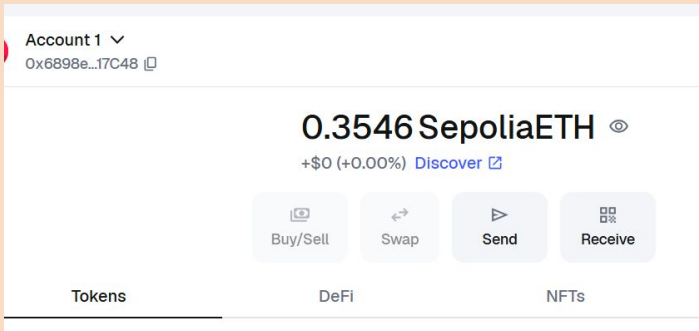 Account 1
0x6898e...17C48
0.3546 SepoliaETH
+$0 (+0.00%) Discover
Buy/Sell Swap Send Receive
Tokens DeFi NFTs